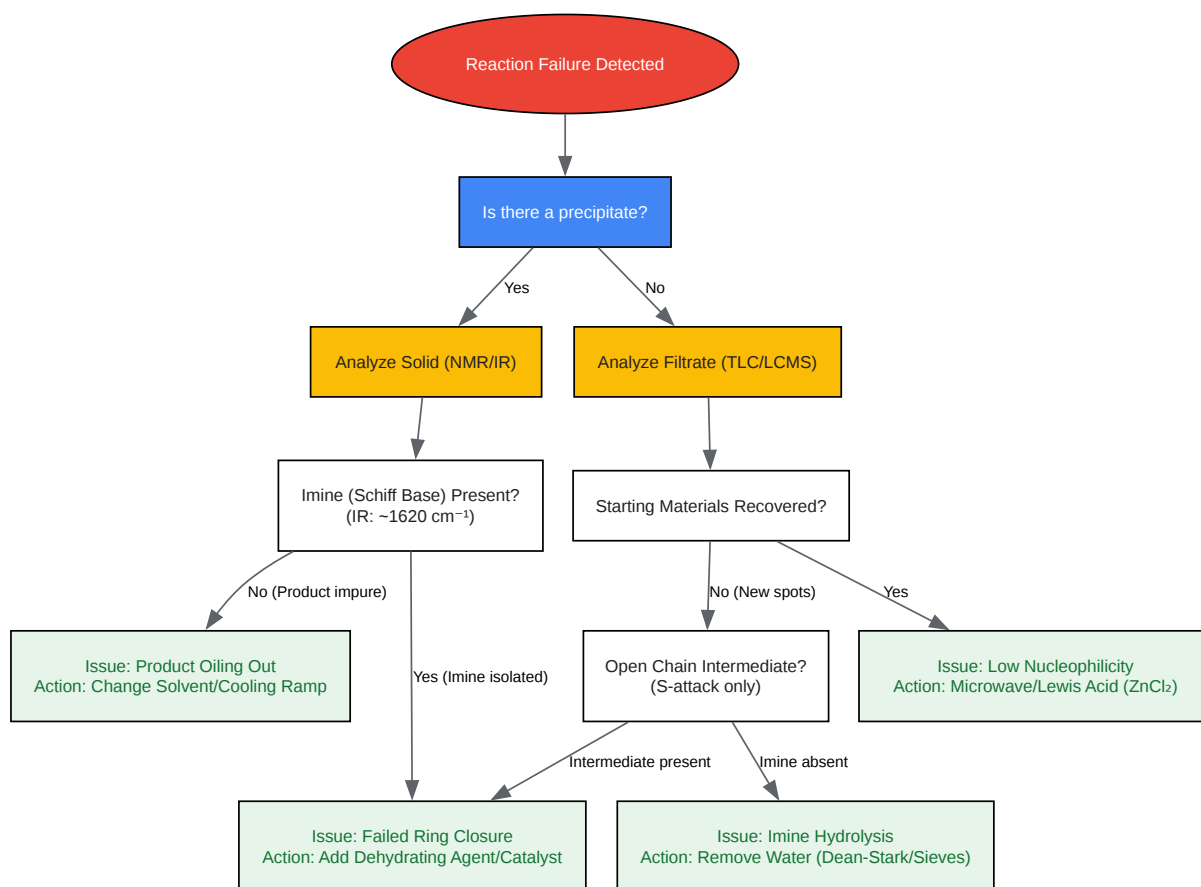 Reaction Failure Detected
Is there a precipitate?
Yes
No
Analyze Solid (NMR/IR)
Analyze Filtrate (TLC/LCMS)
Imine (Schiff Base) Present?
(IR: ~1620 cm⁻¹)
Starting Materials Recovered?
No (Product impure)
No (New spots)
Yes
Issue: Product Oiling Out
Action: Change Solvent/Cooling Ramp
Yes (Imine isolated)
Open Chain Intermediate?
(S-attack only)
Issue: Low Nucleophilicity
Action: Microwave/Lewis Acid (ZnCl₂)
Intermediate present
Imine absent
Issue: Failed Ring Closure
Action: Add Dehydrating Agent/Catalyst
Issue: Imine Hydrolysis
Action: Remove Water (Dean-Stark/Sieves)